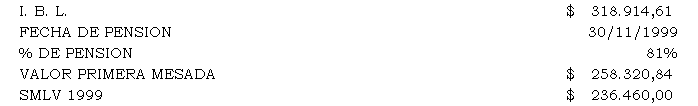 I. B. L. $ 318.914,61
FECHA DE PENSION 30/11/1999
% DE PENSION 81%
VALOR PRIMERA MESADA $ 258.320,84
SMLV 1999 $ 236.460,00